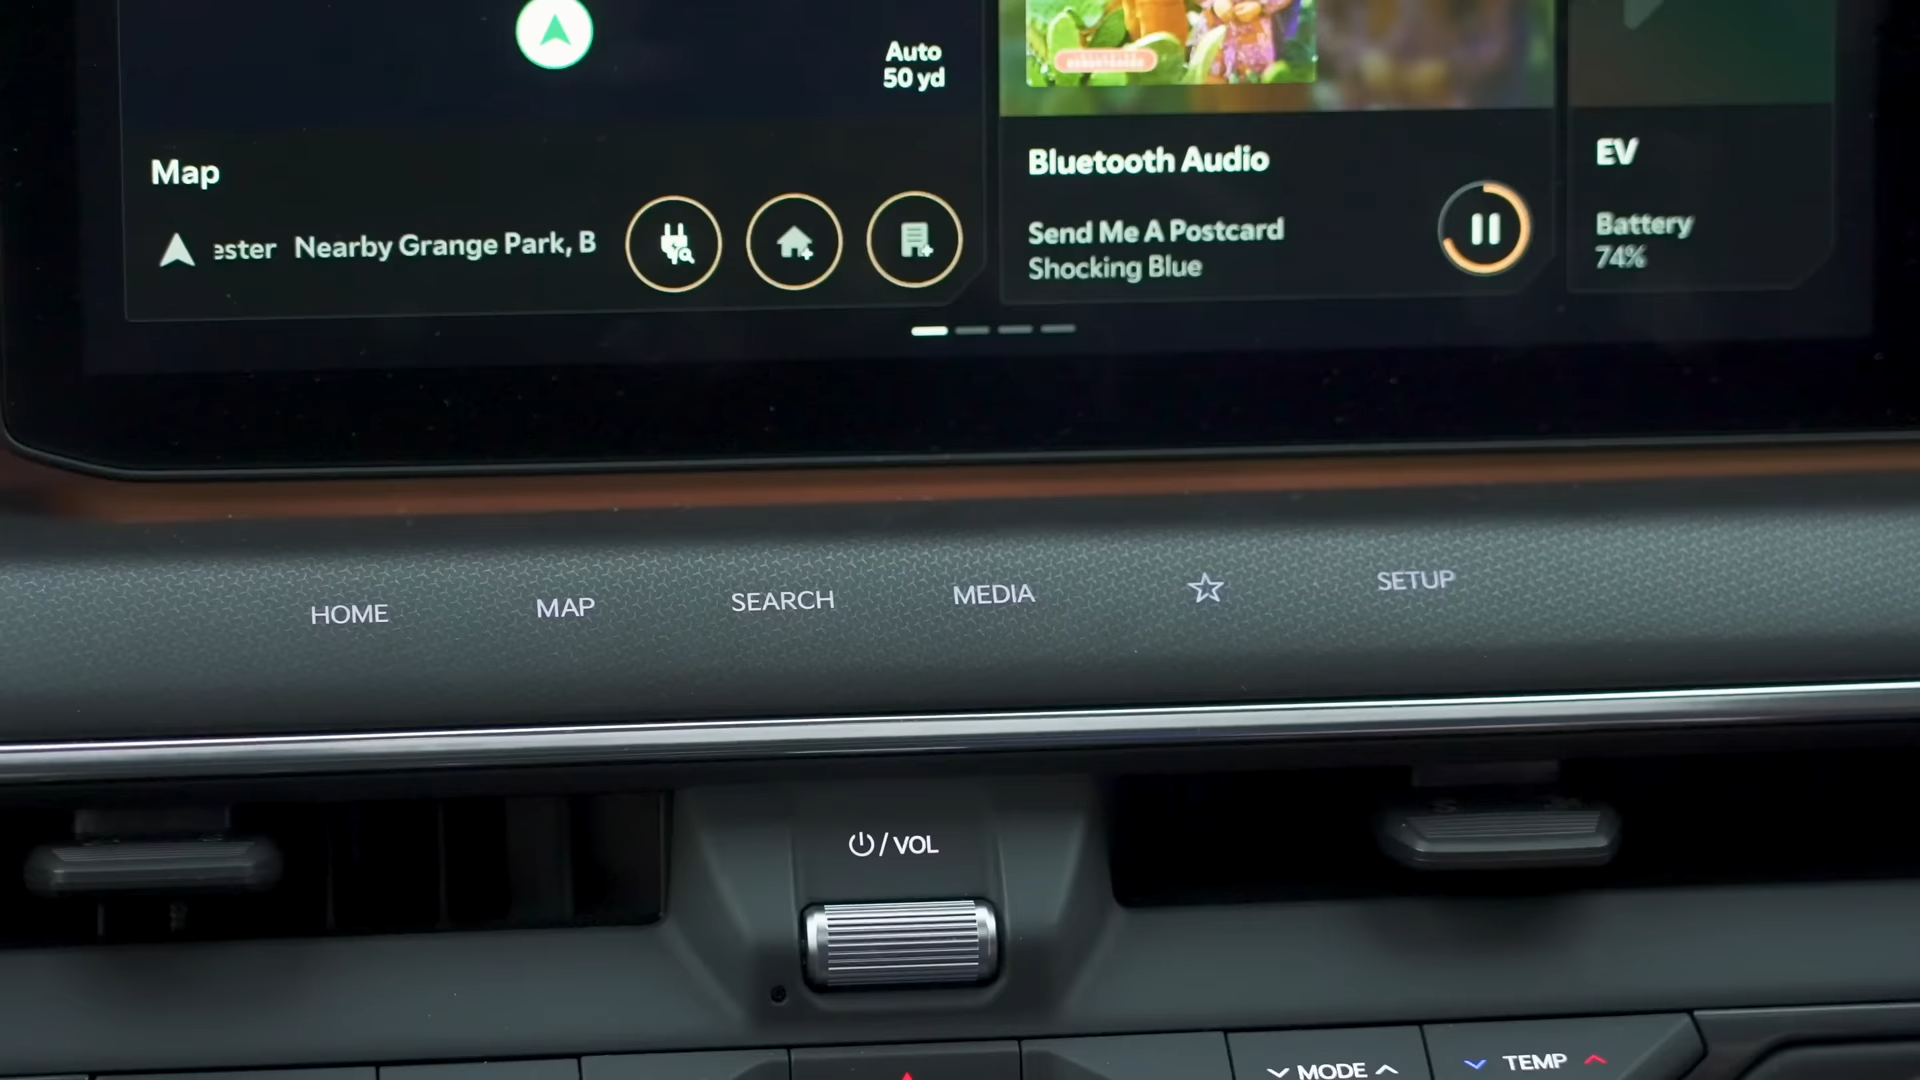 Auto
50 yd
Map
ester Nearby Grange Park, B
Bluetooth Audio
Send Me A Postcard
Shocking Blue
EV
Battery
74%
HOME MAP SEARCH MEDIA SETUP
/ VOL
MODE TEMP